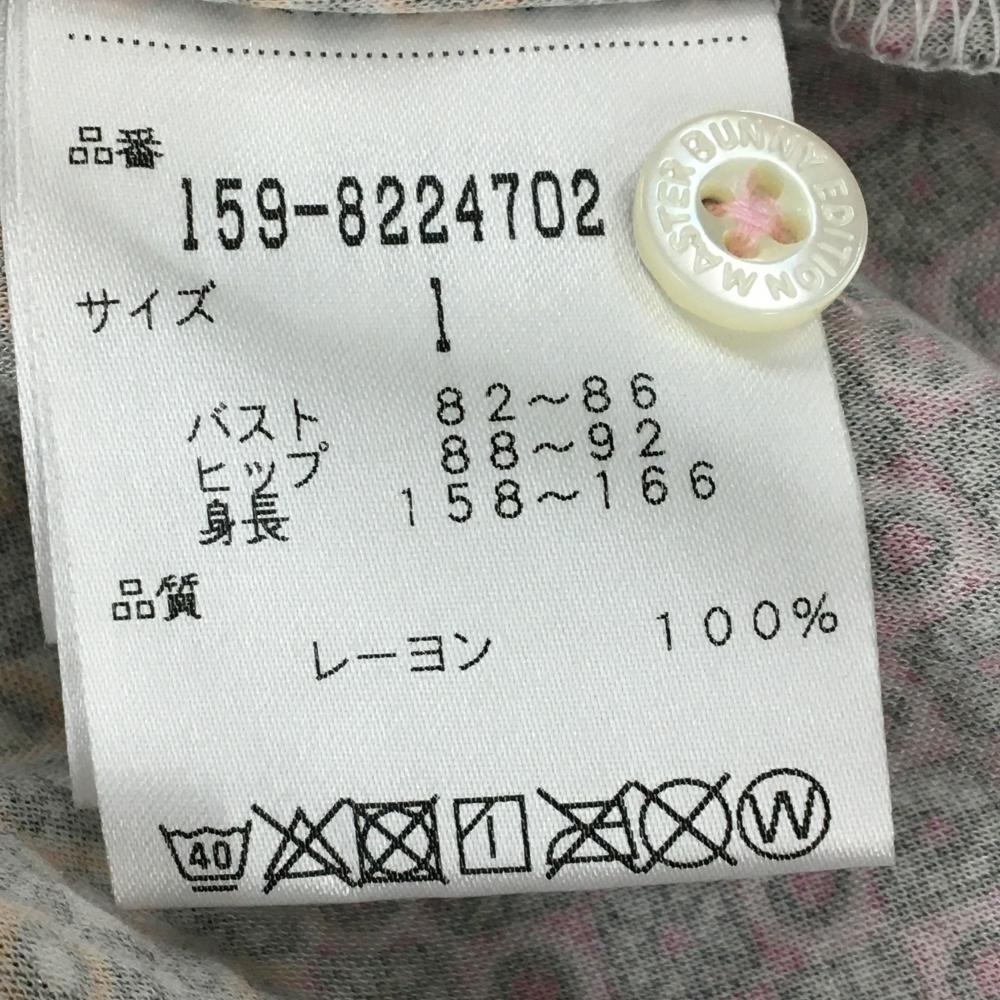 品番
159-8224702
MASTER BUNNY EDITION
サイズ 1
バスト 82～86
ヒップ 88～92
身長 158～166
品質
レーヨン 100%
40
W